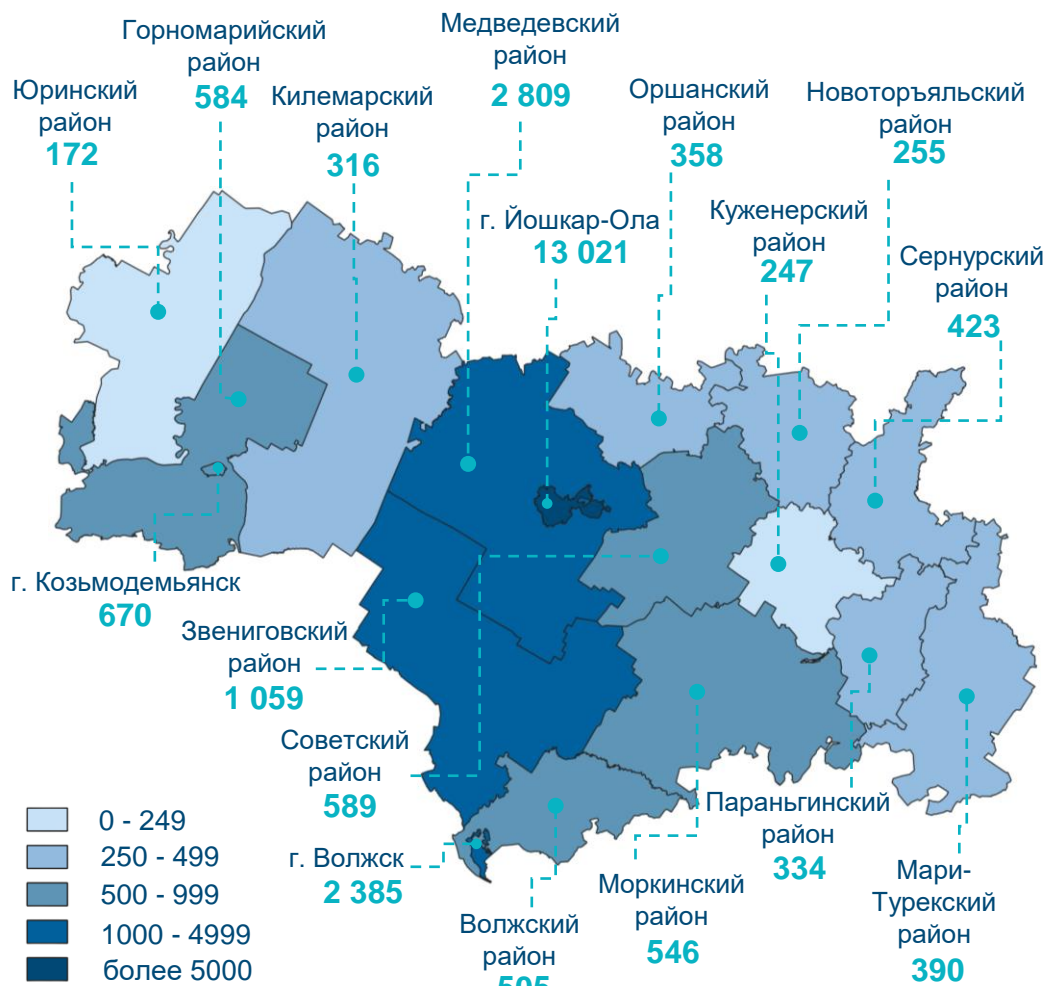 Горномарийский
район
584
Медведевский
район
2 809
Юринский
район
172
Килемарский
район
316
Оршанский
район
358
Новоторъяльский
район
255
г. Йошкар-Ола
13 021
Куженерский
район
247
Сернурский
район
423
г. Козьмодемьянск
670
Звениговский
район
1 059
Советский
район
589
г. Волжск
2 385
Волжский
район
Моркинский
район
546
Параньгинский
район
334
Мари-
Турекский
район
390
0 - 249
250 - 499
500 - 999
1000 - 4999
более 5000